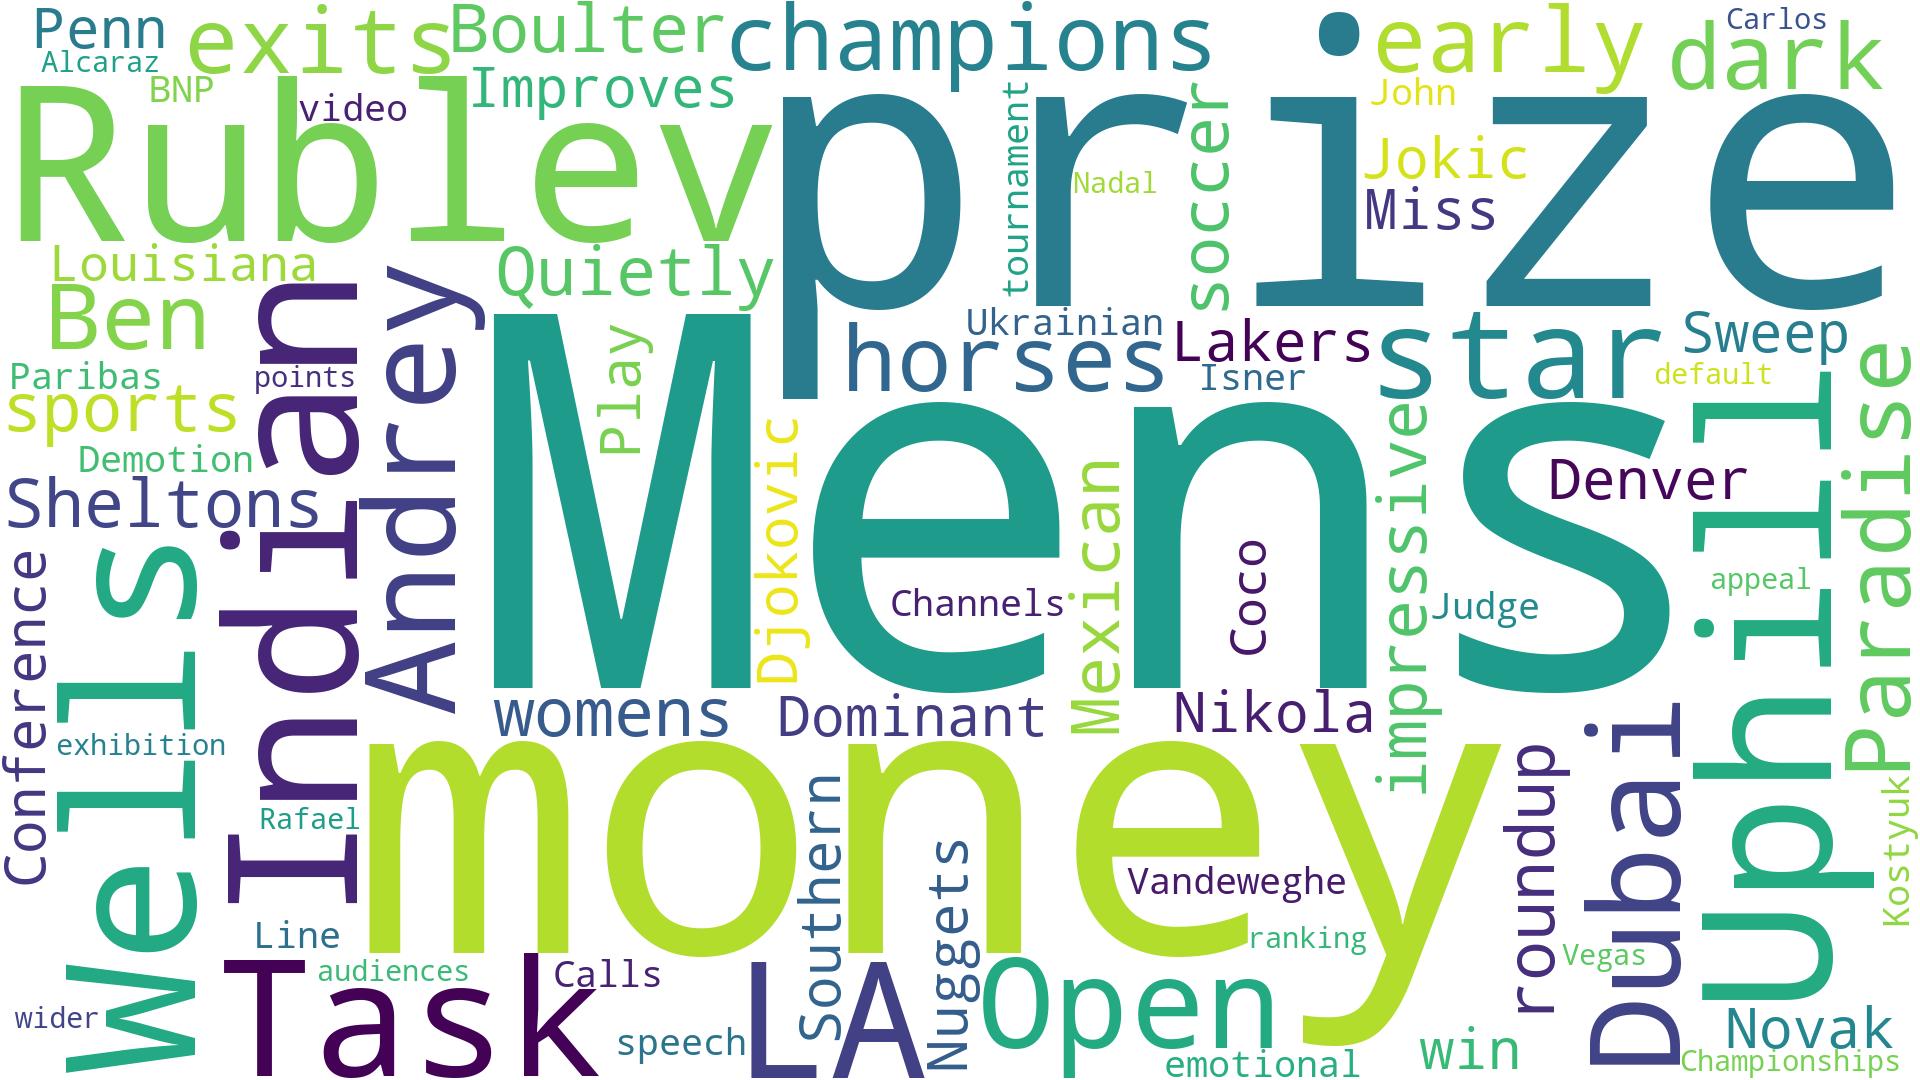 Penn
exits
Boulter
champions
early
Carlos
dark
Alcaraz
BNP
video
Improves
John
Rublev
prize
tournament
Nadal
soccer
Jokic
Miss
Louisiana
Quietly
Ben
Indian
Andrey
Ukrainian
horses
Lakers
star
Sweep
Isner
default
Paribas
points
Play
sports
Mens
Paradise
Demotion
Sheltons
Djokovic
Mexican
impressive
Denver
Uphill
Wells
Conference
Channels
Coco
Judge
appeal
womens
Dominant
Nikola
exhibition
money
roundup
Dubai
Rafael
Southern
Nuggets
Vandeweghe
Kostyuk
Line
ranking
Vegas
audiences
Task
Calls
LA
Open
wider
speech
emotional
win
Novak
Championships